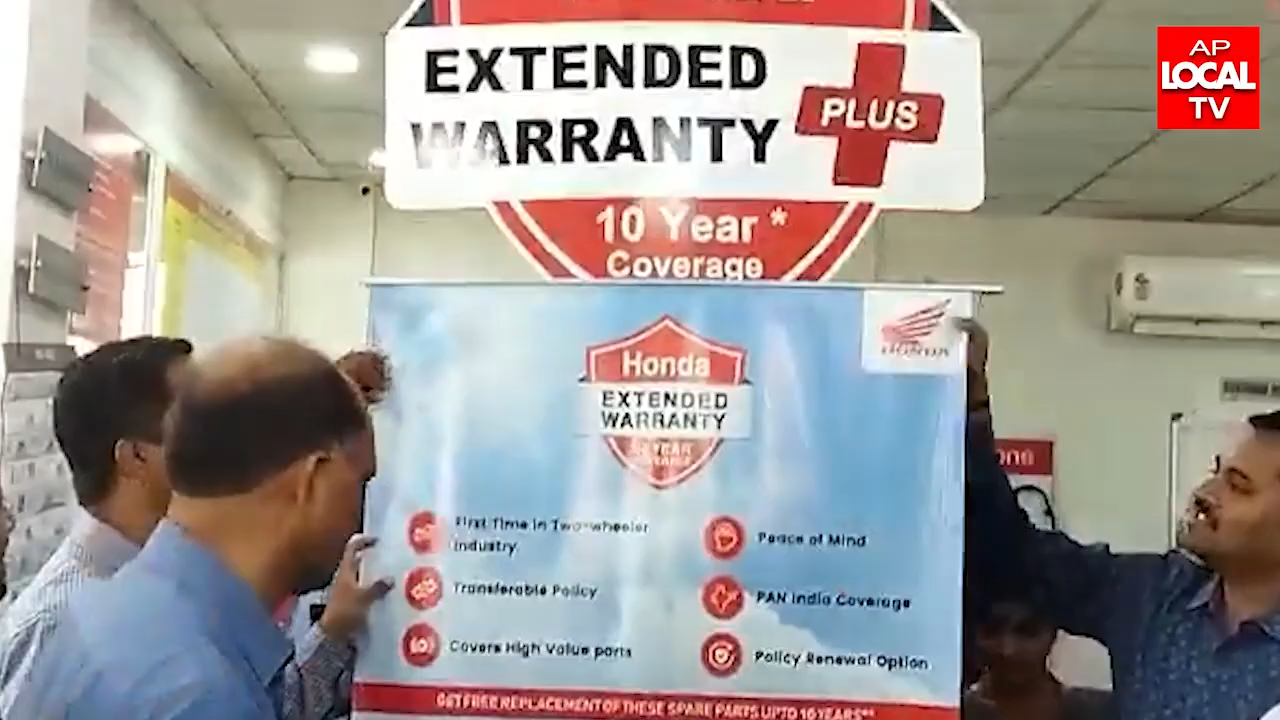 AP
LOCAL
TV
EXTENDED
WARRANTY
PLUS
10 Year *
Coverage
HONDA
Honda
EXTENDED
WARRANTY
First Time in Two-wheeler
Industry
Transferable Policy
Covers High Value parts
Peace of Mind
PAN India Coverage
Policy Renewal Option
GET FREE REPLACEMENT OF THESE SPARE PARTS UPTO 10 YEARS**